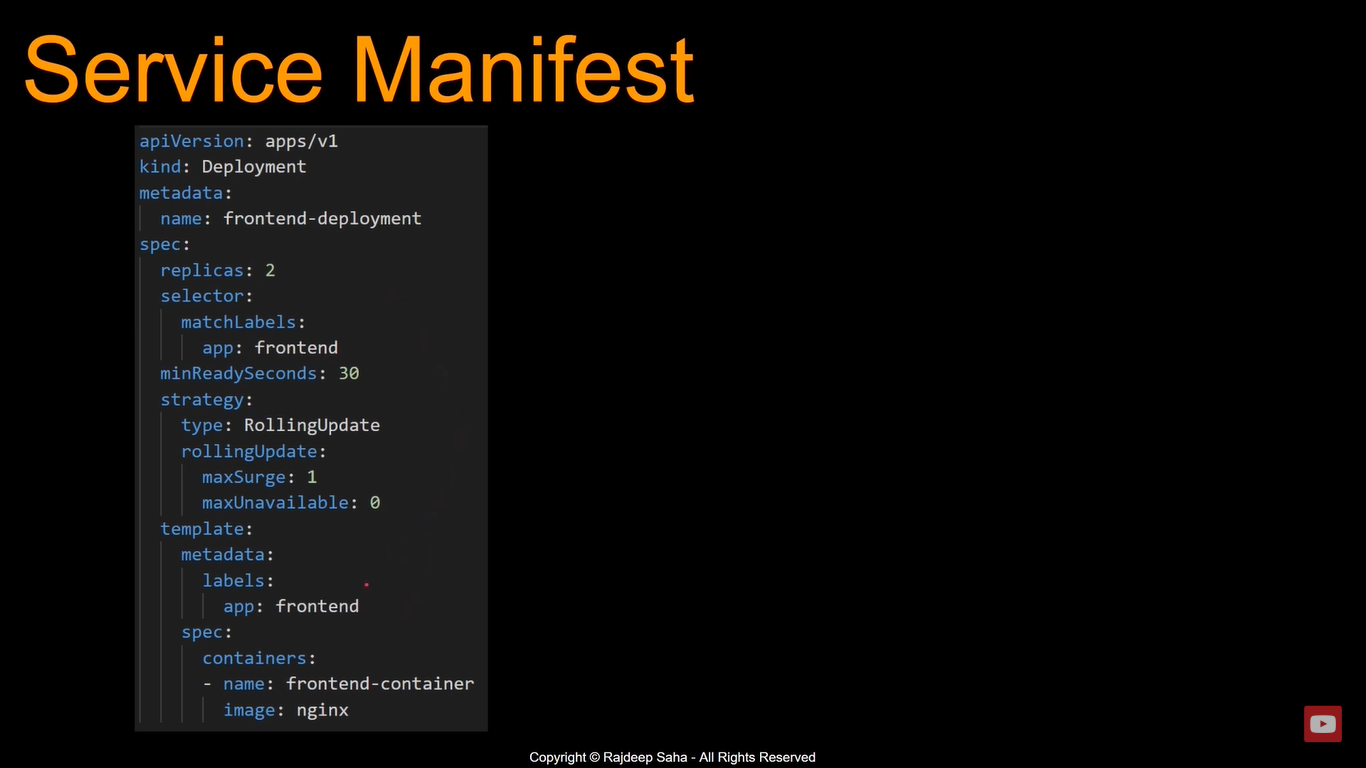 Service Manifest
apiVersion: apps/v1
kind: Deployment
metadata:
  name: frontend-deployment
spec:
  replicas: 2
  selector:
    matchLabels:
      app: frontend
  minReadySeconds: 30
  strategy:
    type: RollingUpdate
    rollingUpdate:
      maxSurge: 1
      maxUnavailable: 0
  template:
    metadata:
      labels:
        app: frontend
    spec:
      containers:
      - name: frontend-container
        image: nginx
Copyright © Rajdeep Saha - All Rights Reserved